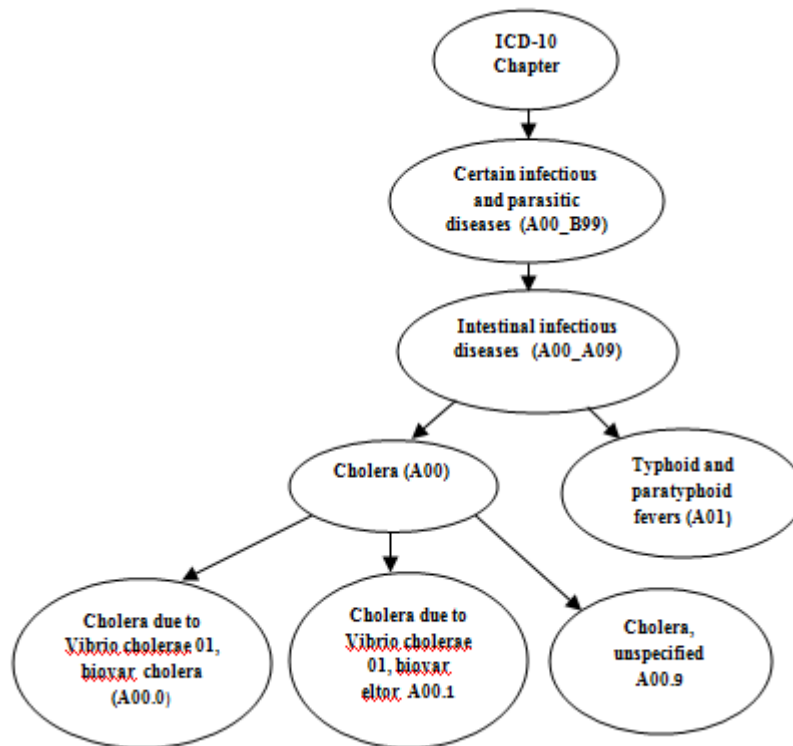 ICD-10
Chapter
Certain infectious
and parasitic
diseases (A00_B99)
Intestinal infectious
diseases (A00_A09)
Cholera (A00)
Typhoid and
paratyphoid
fevers (A01)
Cholera due to
Vibrio cholerae 01,
biovar cholera
(A00.0)
Cholera due to
Vibrio cholerae
01, biovar
eltor A00.1
Cholera,
unspecified
A00.9